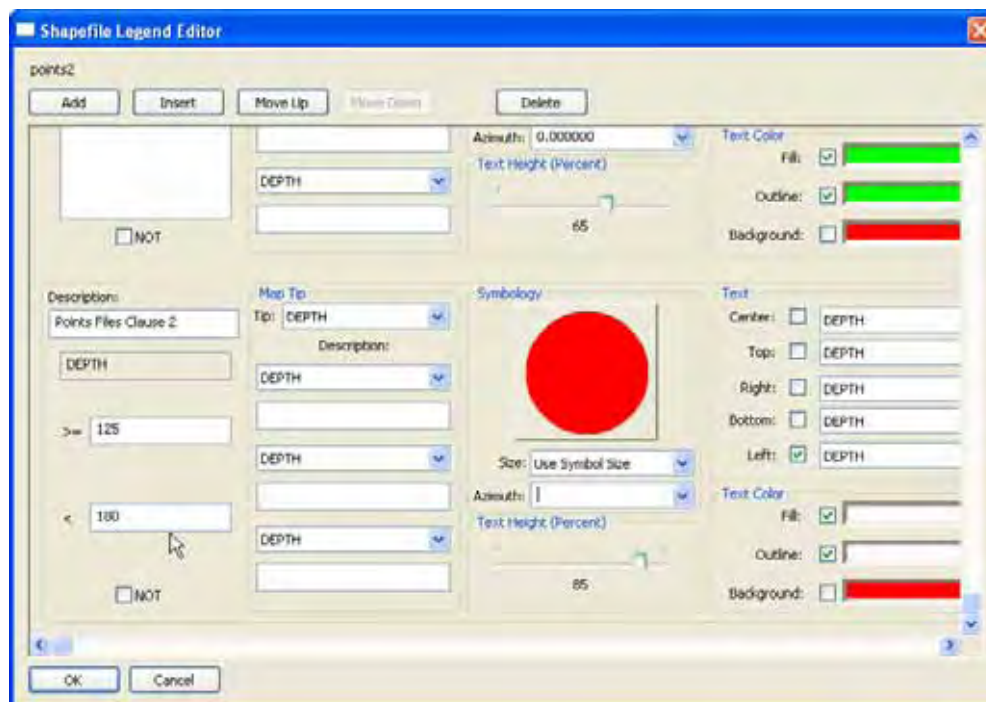 Shapefile Legend Editor
points2
Add Insert Move Up Move Down Delete
Azimuth: 0.000000
Text Height (Percent)
65
Text Color
Fill:
Outline:
Background:
DEPTH
NOT
Description:
Points Files Clause 2
DEPTH
>= 125
< 180
NOT
Map Tip
Tip: DEPTH
Description:
DEPTH
DEPTH
DEPTH
Symbology
Size: Use Symbol Size
Azimuth:
Text Height (Percent)
85
Text
Center: DEPTH
Top: DEPTH
Right: DEPTH
Bottom: DEPTH
Left: DEPTH
Text Color
Fill:
Outline:
Background:
OK Cancel